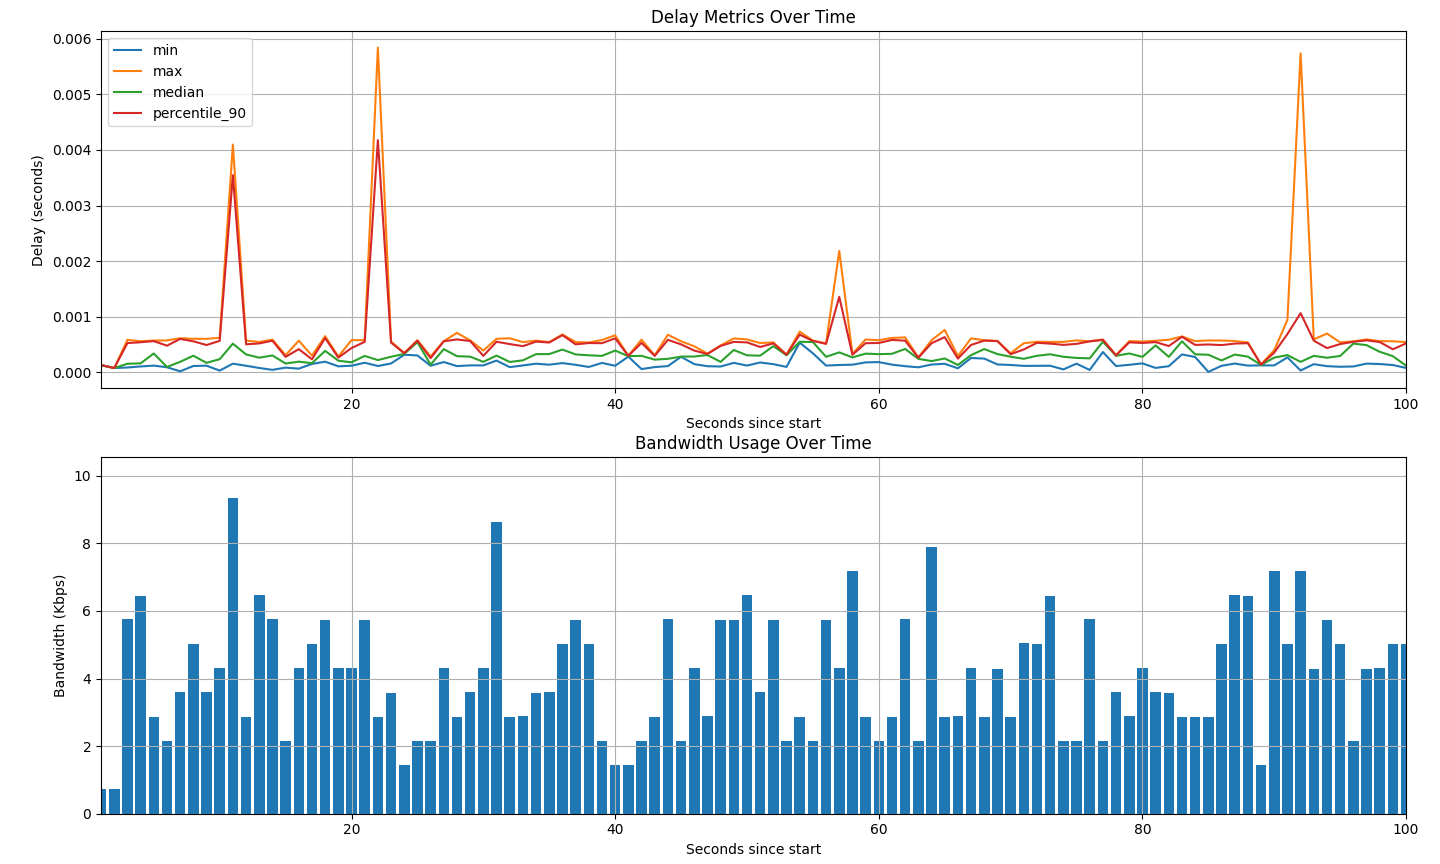 Delay Metrics Over Time
0.006
0.005
0.004
0.003
0.002
0.001
0.000
Delay (seconds)
min
max
median
percentile_90
20
40
60
80
100
Seconds since start
Bandwidth Usage Over Time
10
8
6
4
2
0
Bandwidth (Kbps)
20
40
60
80
100
Seconds since start